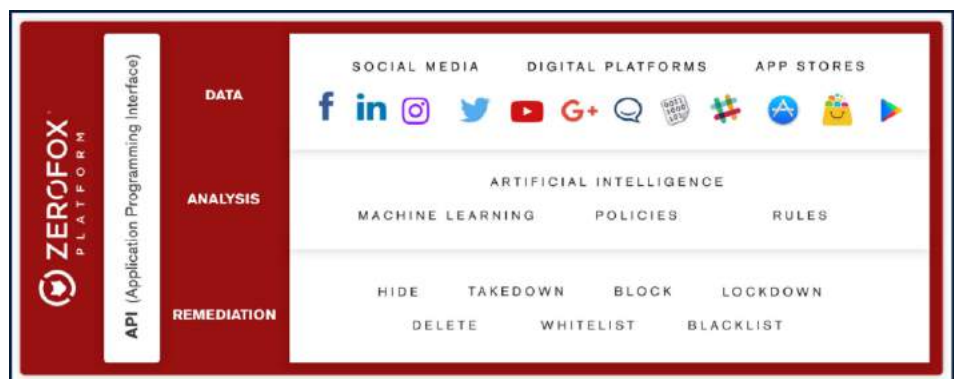 ZEROFOX
PLATFORM
API (Application Programming Interface)
DATA
SOCIAL MEDIA DIGITAL PLATFORMS APP STORES
f in G+
ANALYSIS
ARTIFICIAL INTELLIGENCE
MACHINE LEARNING POLICIES RULES
REMEDIATION
HIDE TAKEDOWN BLOCK LOCKDOWN
DELETE WHITELIST BLACKLIST